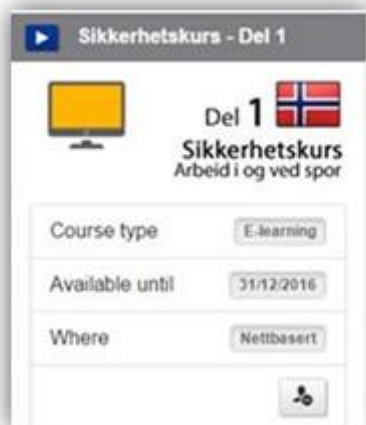 Sikkerhetskurs - Del 1
Del 1
Sikkerhetskurs
Arbeid i og ved spor
Course type E-learning
Available until 31/12/2016
Where Nettbasert